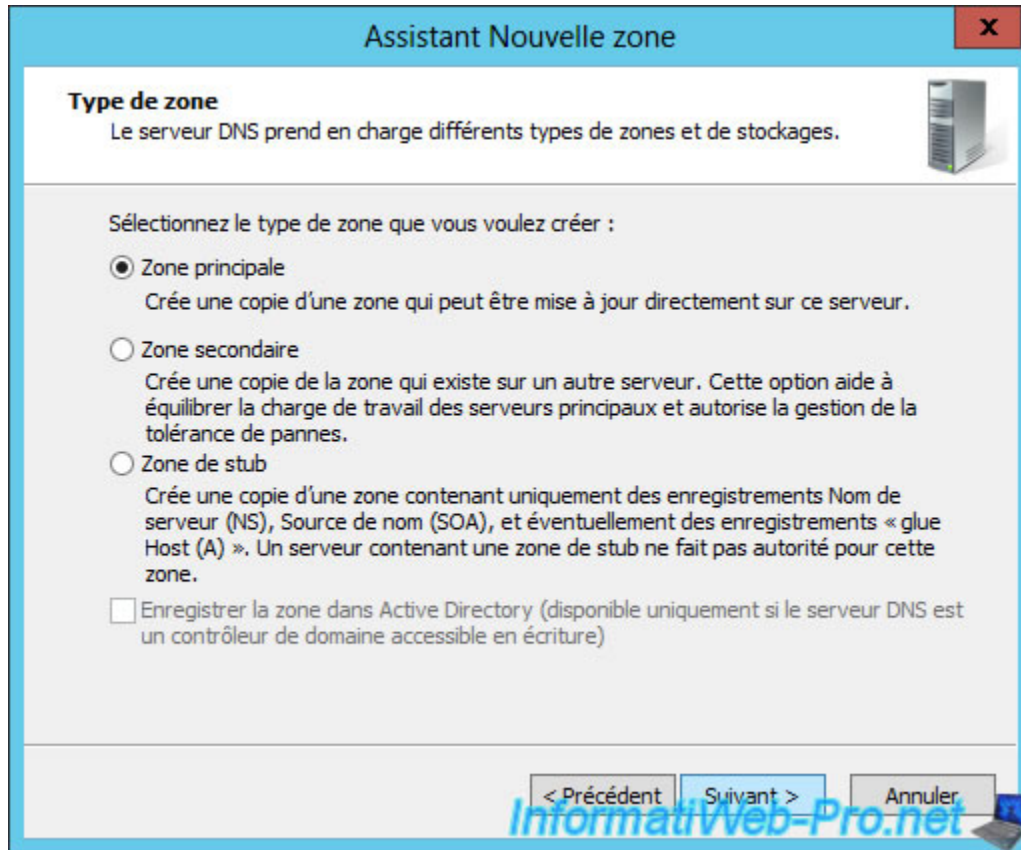 Assistant Nouvelle zone
x
Type de zone
Le serveur DNS prend en charge différents types de zones et de stockages.
Sélectionnez le type de zone que vous voulez créer :
Zone principale
Crée une copie d’une zone qui peut être mise à jour directement sur ce serveur.
Zone secondaire
Crée une copie de la zone qui existe sur un autre serveur. Cette option aide à
équilibrer la charge de travail des serveurs principaux et autorise la gestion de la
tolérance de pannes.
Zone de stub
Crée une copie d’une zone contenant uniquement des enregistrements Nom de
serveur (NS), Source de nom (SOA), et éventuellement des enregistrements « glue
Host (A) ». Un serveur contenant une zone de stub ne fait pas autorité pour cette
zone.
Enregistrer la zone dans Active Directory (disponible uniquement si le serveur DNS est
un contrôleur de domaine accessible en écriture)
< Précédent Suivant > Annuler
InformatiWeb-Pro.net